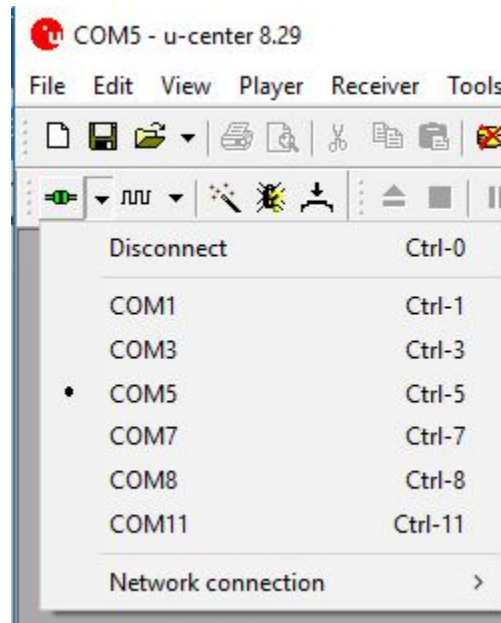 COM5 - u-center 8.29
File Edit View Player Receiver Tools
Disconnect Ctrl-0
COM1 Ctrl-1
COM3 Ctrl-3
COM5 Ctrl-5
COM7 Ctrl-7
COM8 Ctrl-8
COM11 Ctrl-11
Network connection >